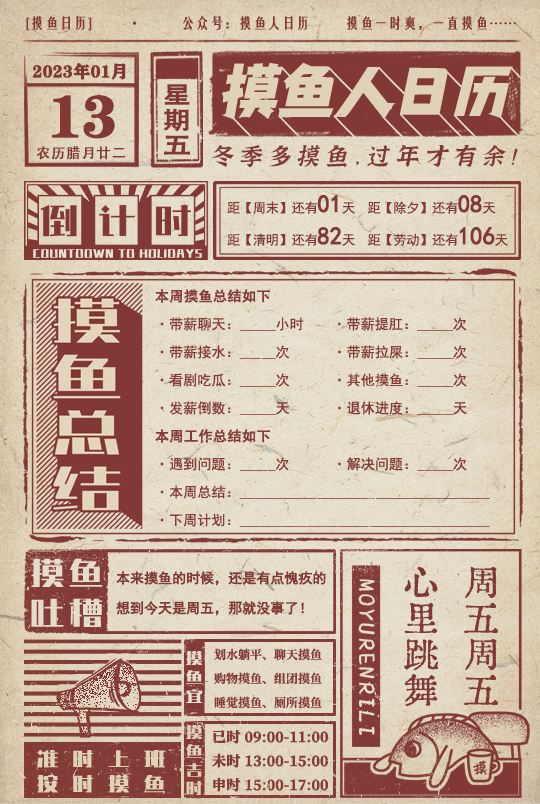 [摸鱼日历] · 公众号：摸鱼人日历 摸鱼一时爽，一直摸鱼……
2023年01月
13
农历腊月廿二
星期五
摸鱼人日历
冬季多摸鱼,过年才有余!
倒计时
COUNTDOWN TO HOLIDAYS
距【周末】还有01天 距【除夕】还有08天
距【清明】还有82天 距【劳动】还有106天
摸鱼总结
本周摸鱼总结如下
·带薪聊天：____小时 ·带薪提肛：____次
·带薪接水：____次 ·带薪拉屎：____次
·看剧吃瓜：____次 ·其他摸鱼：____次
·发薪倒数：____天 ·退休进度：____天
本周工作总结如下
·遇到问题：____次 ·解决问题：____次
·本周总结：____
·下周计划：____
摸鱼
吐槽
本来摸鱼的时候，还是有点愧疚的
想到今天是周五，那就没事了！
准时上班
按时摸鱼
摸鱼宜
划水躺平、聊天摸鱼
购物摸鱼、组团摸鱼
睡觉摸鱼、厕所摸鱼
摸鱼吉时
巳时 09:00-11:00
未时 13:00-15:00
申时 15:00-17:00
周五周五
心里跳舞
MOYURENRILI
摸